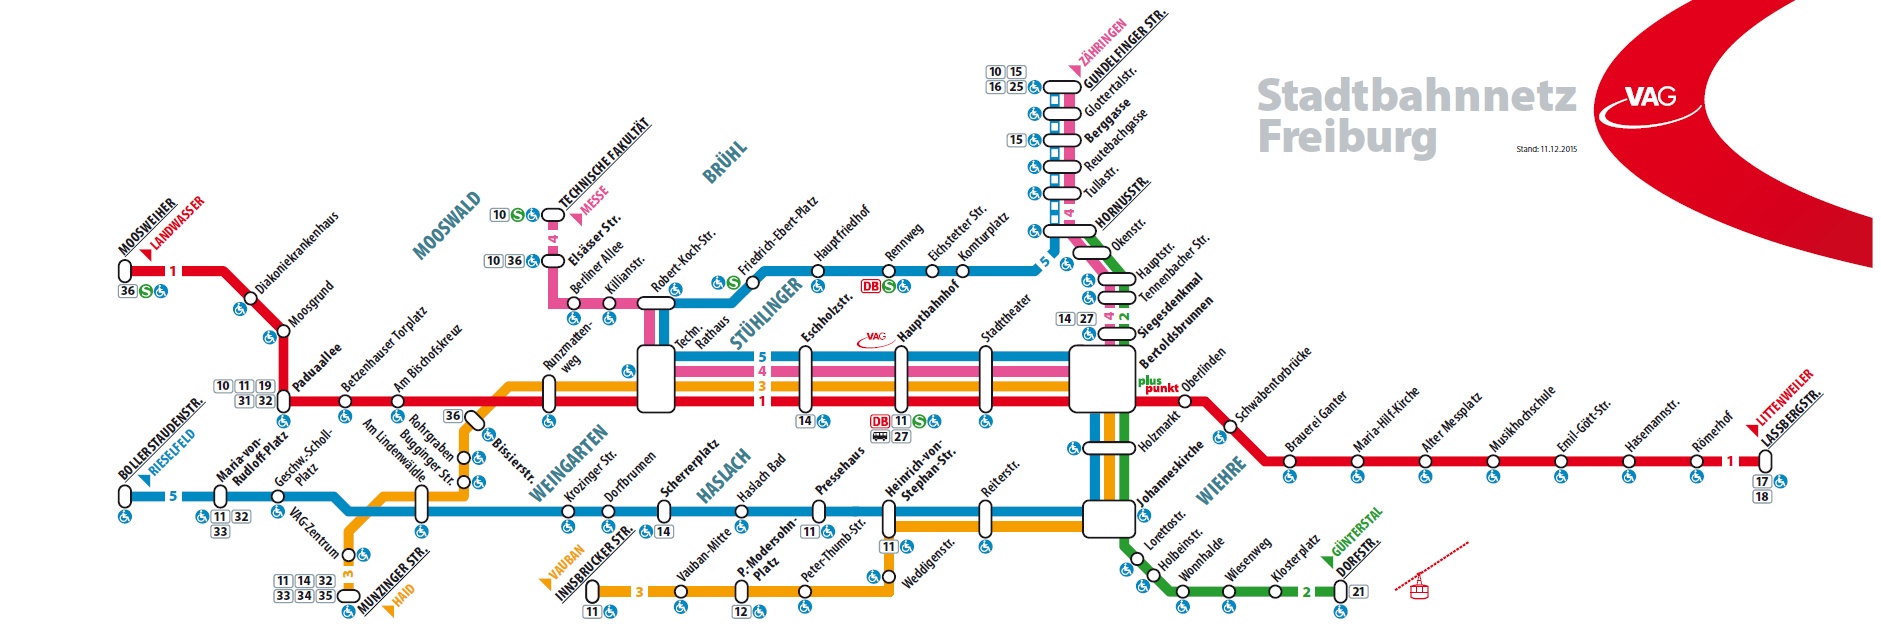 Stadtbahnnetz
Freiburg
Stand: 11.12.2015
VAG
ZÄHRINGEN
GUNDELFINGER STR.
10 15
16 25
Glottertalstr.
Berggasse
15
Reutebachgasse
Tullastr.
4
HORNUSSTR.
Okenstr.
Hauptstr.
Tennenbacher Str.
Siegesdenkmal
14 27
4 2
Bertoldsbrunnen
plus
punkt
MOOSWEIHER
LANDWASSER
1
36 S
Diakoniekrankenhaus
Moosgrund
Paduaallee
10 11 19
31 32
Betzenhauser Torplatz
Am Bischofskreuz
MOOSWALD
BRÜHL
TECHNISCHE FAKULTÄT
MESSE
10 S
4
Elsässer Str.
10 36
Berliner Allee
Killianstr.
Robert-Koch-Str.
S
Friedrich-Ebert-Platz
Hauptfriedhof
Rennweg
DB S
Eichstetter Str.
Komturplatz
5
STÜHLINGER
Runzmatten-
weg
Techn.
Rathaus
Eschholzstr.
VAG
Hauptbahnhof
Stadttheater
5
4
3
1
14
DB 11 S
27
Oberlinden
Schwabentorbrücke
Brauerei Ganter
Maria-Hilf-Kirche
Alter Messplatz
Musikhochschule
Emil-Gött-Str.
Hasemannstr.
Römerhof
1
LITTENWEILER
LASSBERGSTR.
17
18
BOLLERSTAUDENSTR.
RIESELFELD
5
Maria-von-
Rudloff-Platz
11 32
33
Geschw.-Scholl-
Platz
VAG-Zentrum
3
11 14 32
33 34 35
MUNZINGER STR.
HAID
Am Lindenwäldle
Bugginger Str.
Rohrgraben
36
Bissierstr.
WEINGARTEN
Krozinger Str.
Dorfbrunnen
Scherrerplatz
14
HASLACH
Haslach Bad
Pressehaus
11
Heinrich-von-
Stephan-Str.
11
Reiterstr.
Holzmarkt
Johanneskirche
WIEHRE
VAUBAN
INNSBRUCKER STR.
11
3
Vauban-Mitte
P.-Modersohn-
Platz
12
Peter-Thumb-Str.
Weddigenstr.
Lorettostr.
Holbeinstr.
Wonnhalde
Wiesenweg
Klosterplatz
2
GÜNTERSTAL
DORFSTR.
21